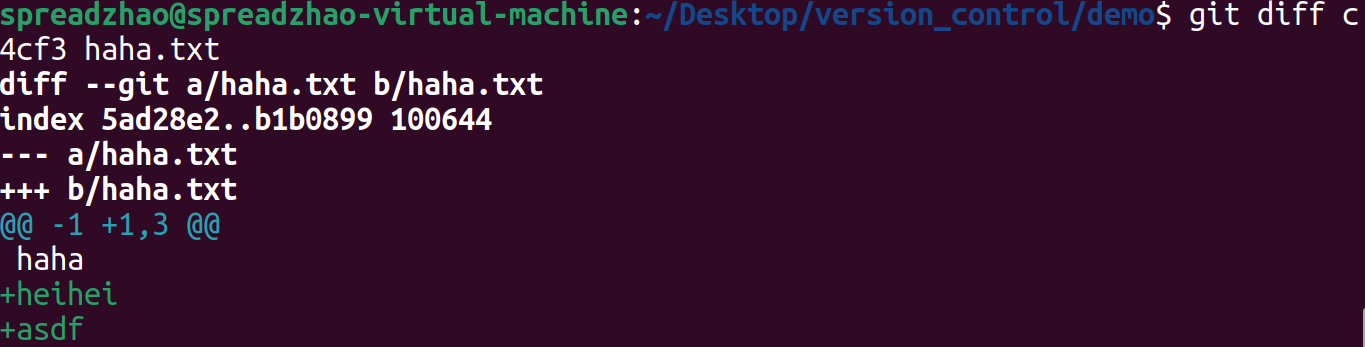 spreadzhao@spreadzhao-virtual-machine:~/Desktop/version_control/demo$ git diff c
4cf3 haha.txt
diff --git a/haha.txt b/haha.txt
index 5ad28e2..b1b0899 100644
--- a/haha.txt
+++ b/haha.txt
@@ -1 +1,3 @@
 haha
+heihei
+asdf